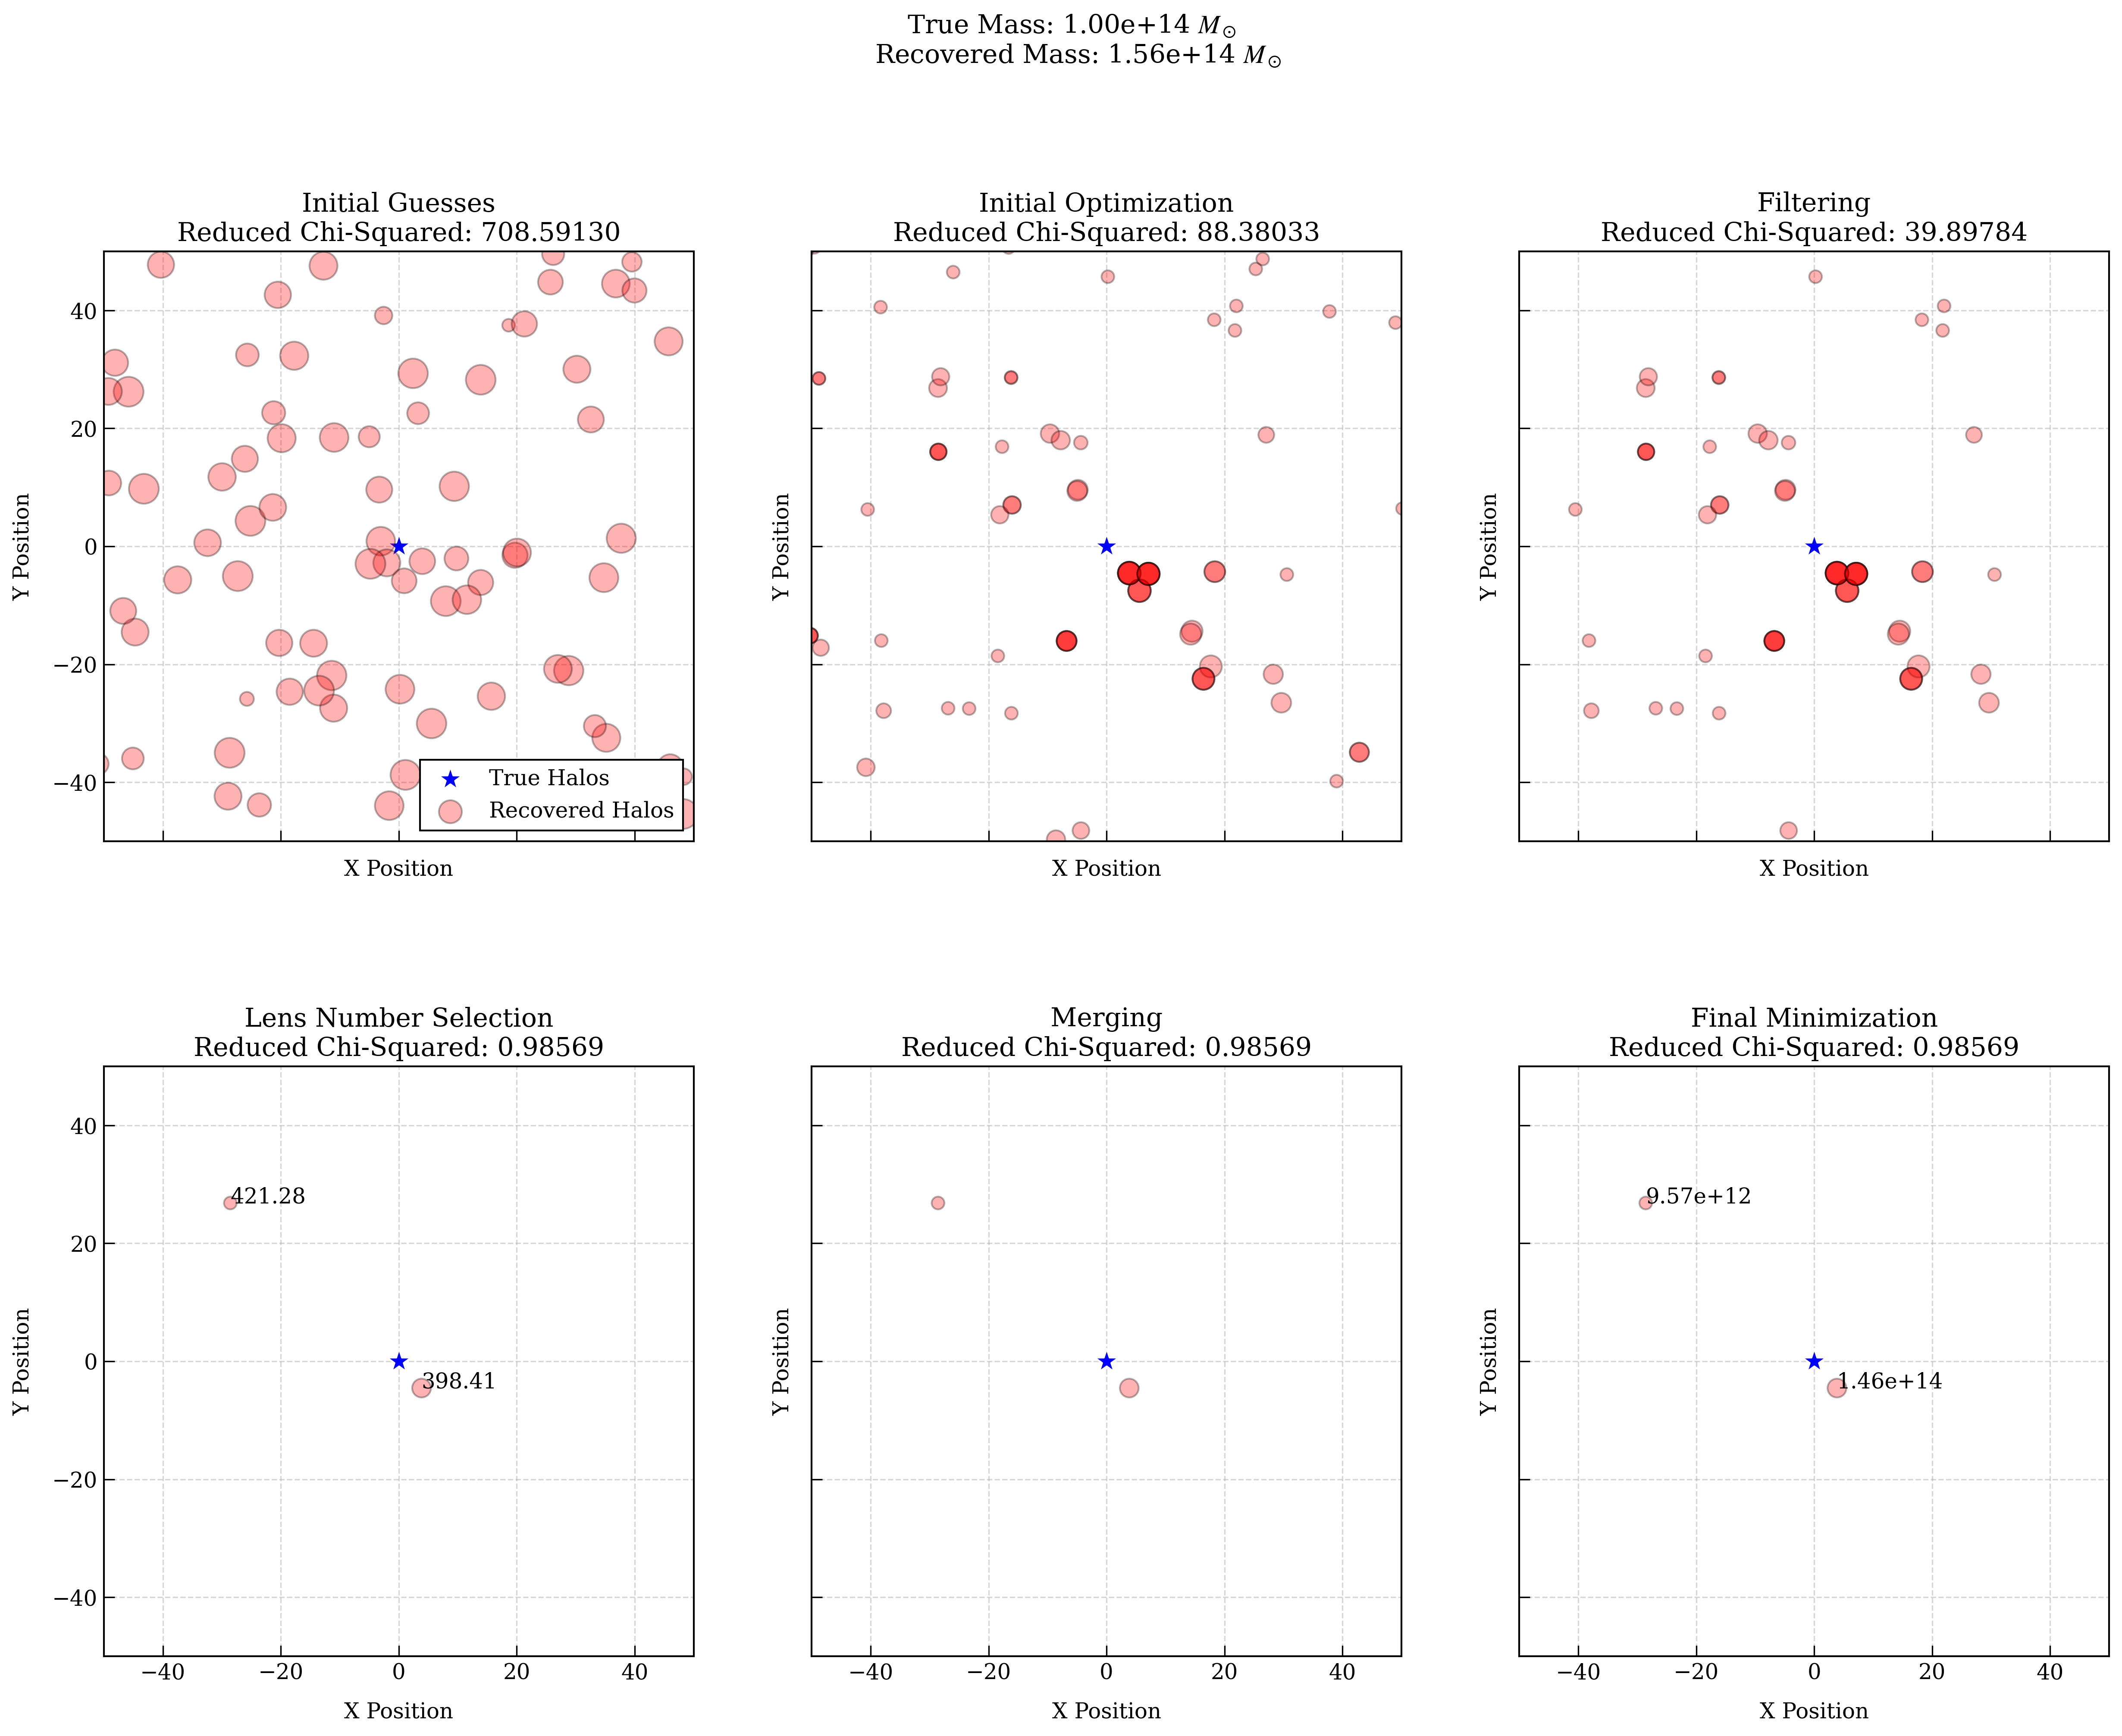 True Mass: 1.00e+14 M⊙
Recovered Mass: 1.56e+14 M⊙
Initial Guesses
Reduced Chi-Squared: 708.59130
Initial Optimization
Reduced Chi-Squared: 88.38033
Filtering
Reduced Chi-Squared: 39.89784
40
20
0
−20
−40
Y Position
Y Position
Y Position
True Halos
Recovered Halos
X Position
X Position
X Position
Lens Number Selection
Reduced Chi-Squared: 0.98569
Merging
Reduced Chi-Squared: 0.98569
Final Minimization
Reduced Chi-Squared: 0.98569
40
20
0
−20
−40
Y Position
421.28
398.41
Y Position
Y Position
9.57e+12
1.46e+14
−40 −20 0 20 40
−40 −20 0 20 40
−40 −20 0 20 40
X Position
X Position
X Position